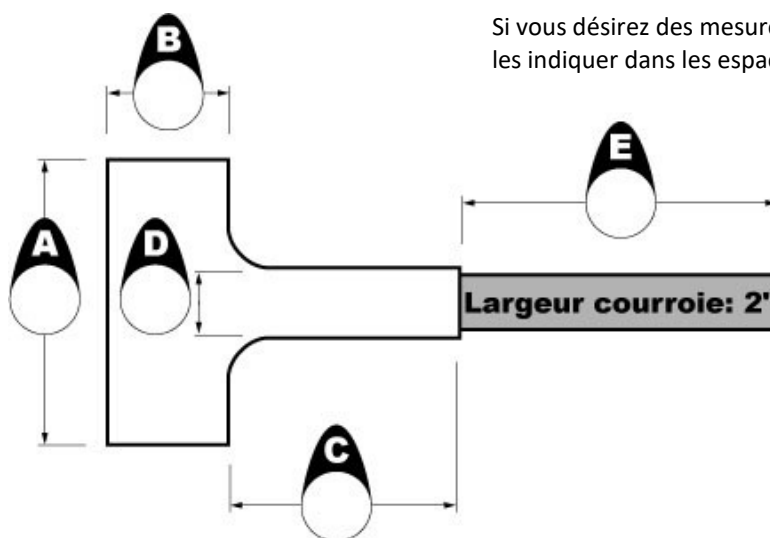 Si vous désirez des
les indiquer dans les
B
E
A
D
Largeur courroie: 2'
C